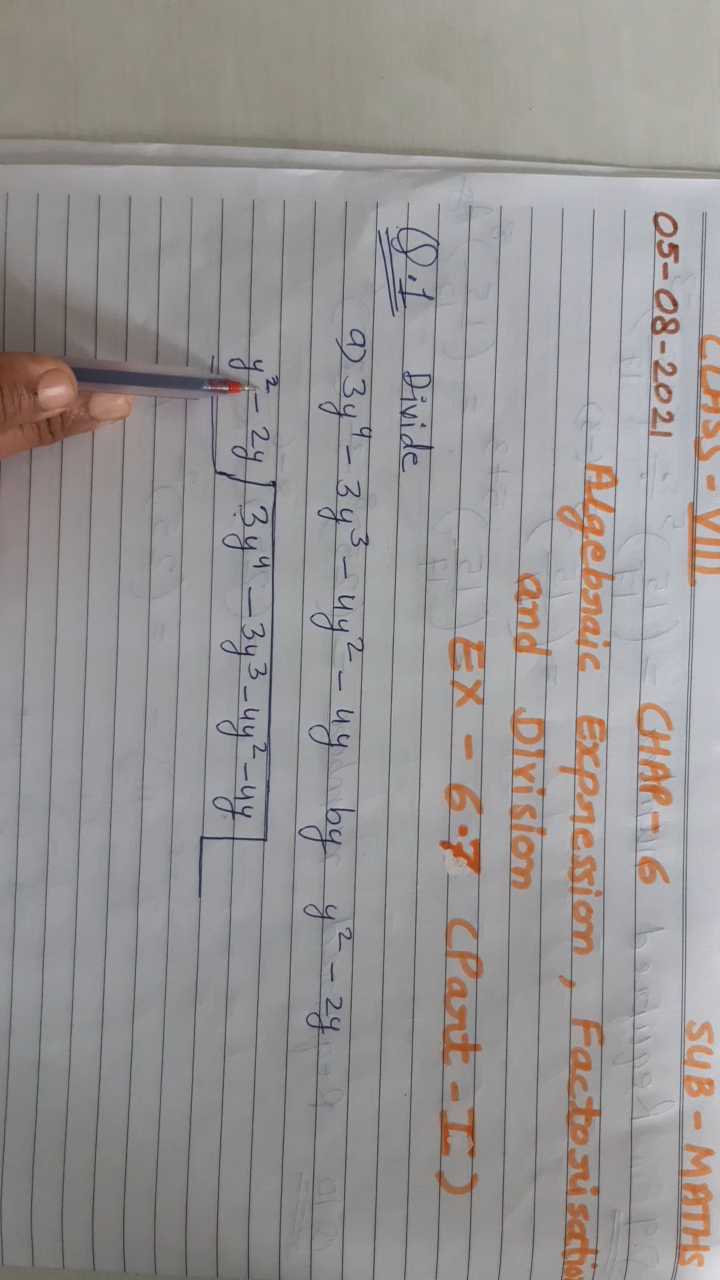 CLASS - VIII SUB - MATHS
05-08-2021 CHAP-6
Algebraic Expression, Factorisatio
and Division
EX - 6.7 (Part - I)
Q.1 Divide
a) 3y⁴ - 3y³ - 4y² - 4y by y² - 2y
y² - 2y 3y⁴ - 3y³ - 4y² - 4y